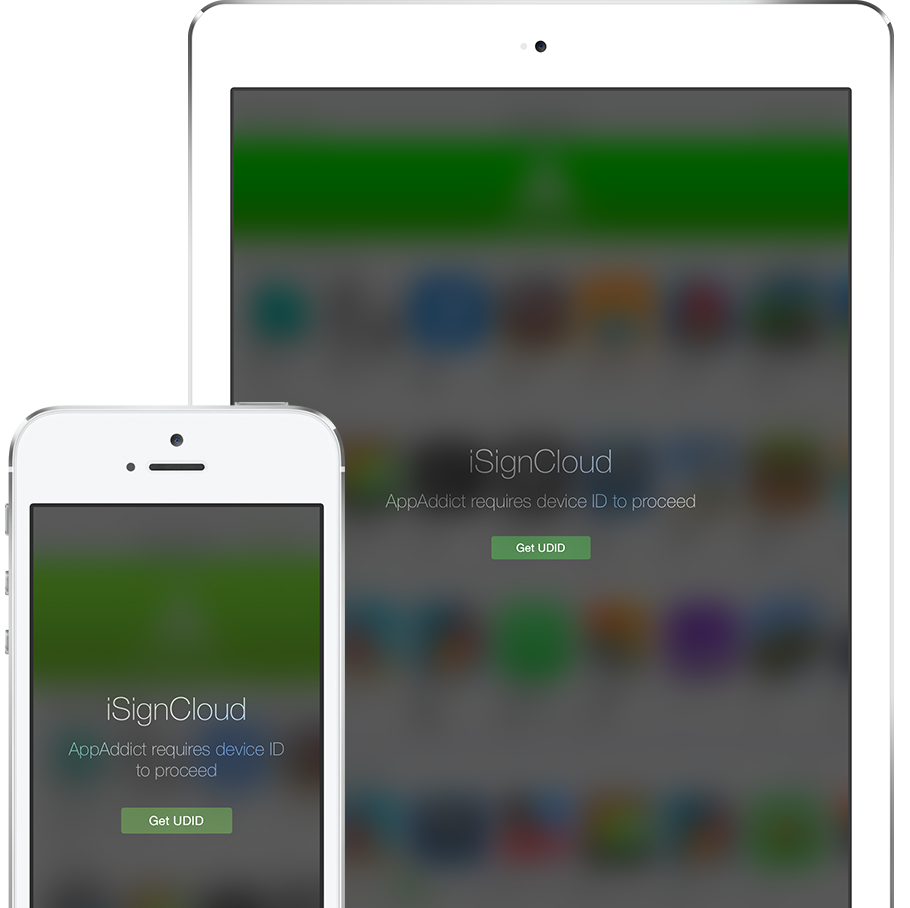 iSignCloud
AppAddict requires device ID to proceed
Get UDID
iSignCloud
AppAddict requires device ID
to proceed
Get UDID